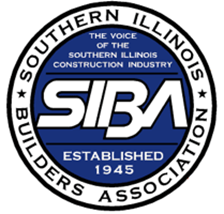 SOUTHERN ILLINOIS
THE VOICE
OF THE
SOUTHERN ILLINOIS
CONSTRUCTION INDUSTRY
SIBA
ESTABLISHED
1945
BUILDERS ASSOCIATION